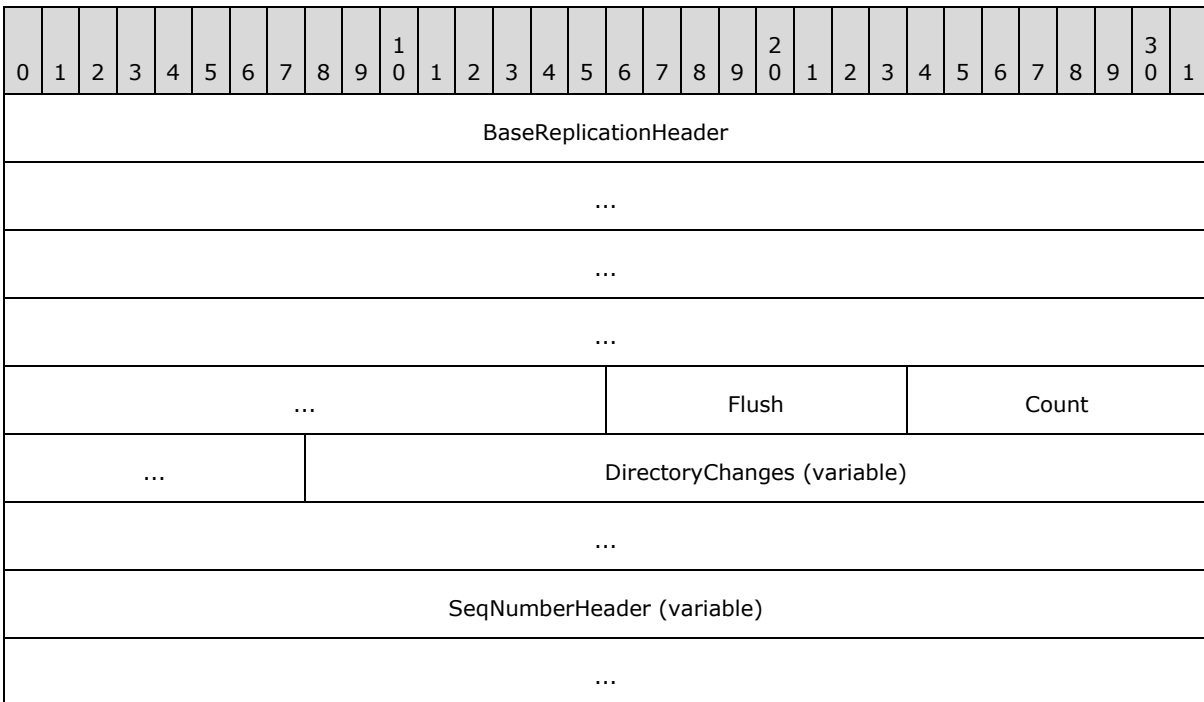 1 2 3
0 1 2 3 4 5 6 7 8 9 0 1 2 3 4 5 6 7 8 9 0 1 2 3 4 5 6 7 8 9 0 1
BaseReplicationHeader
...
...
...
... Flush Count
... DirectoryChanges (variable)
...
SeqNumberHeader (variable)
...